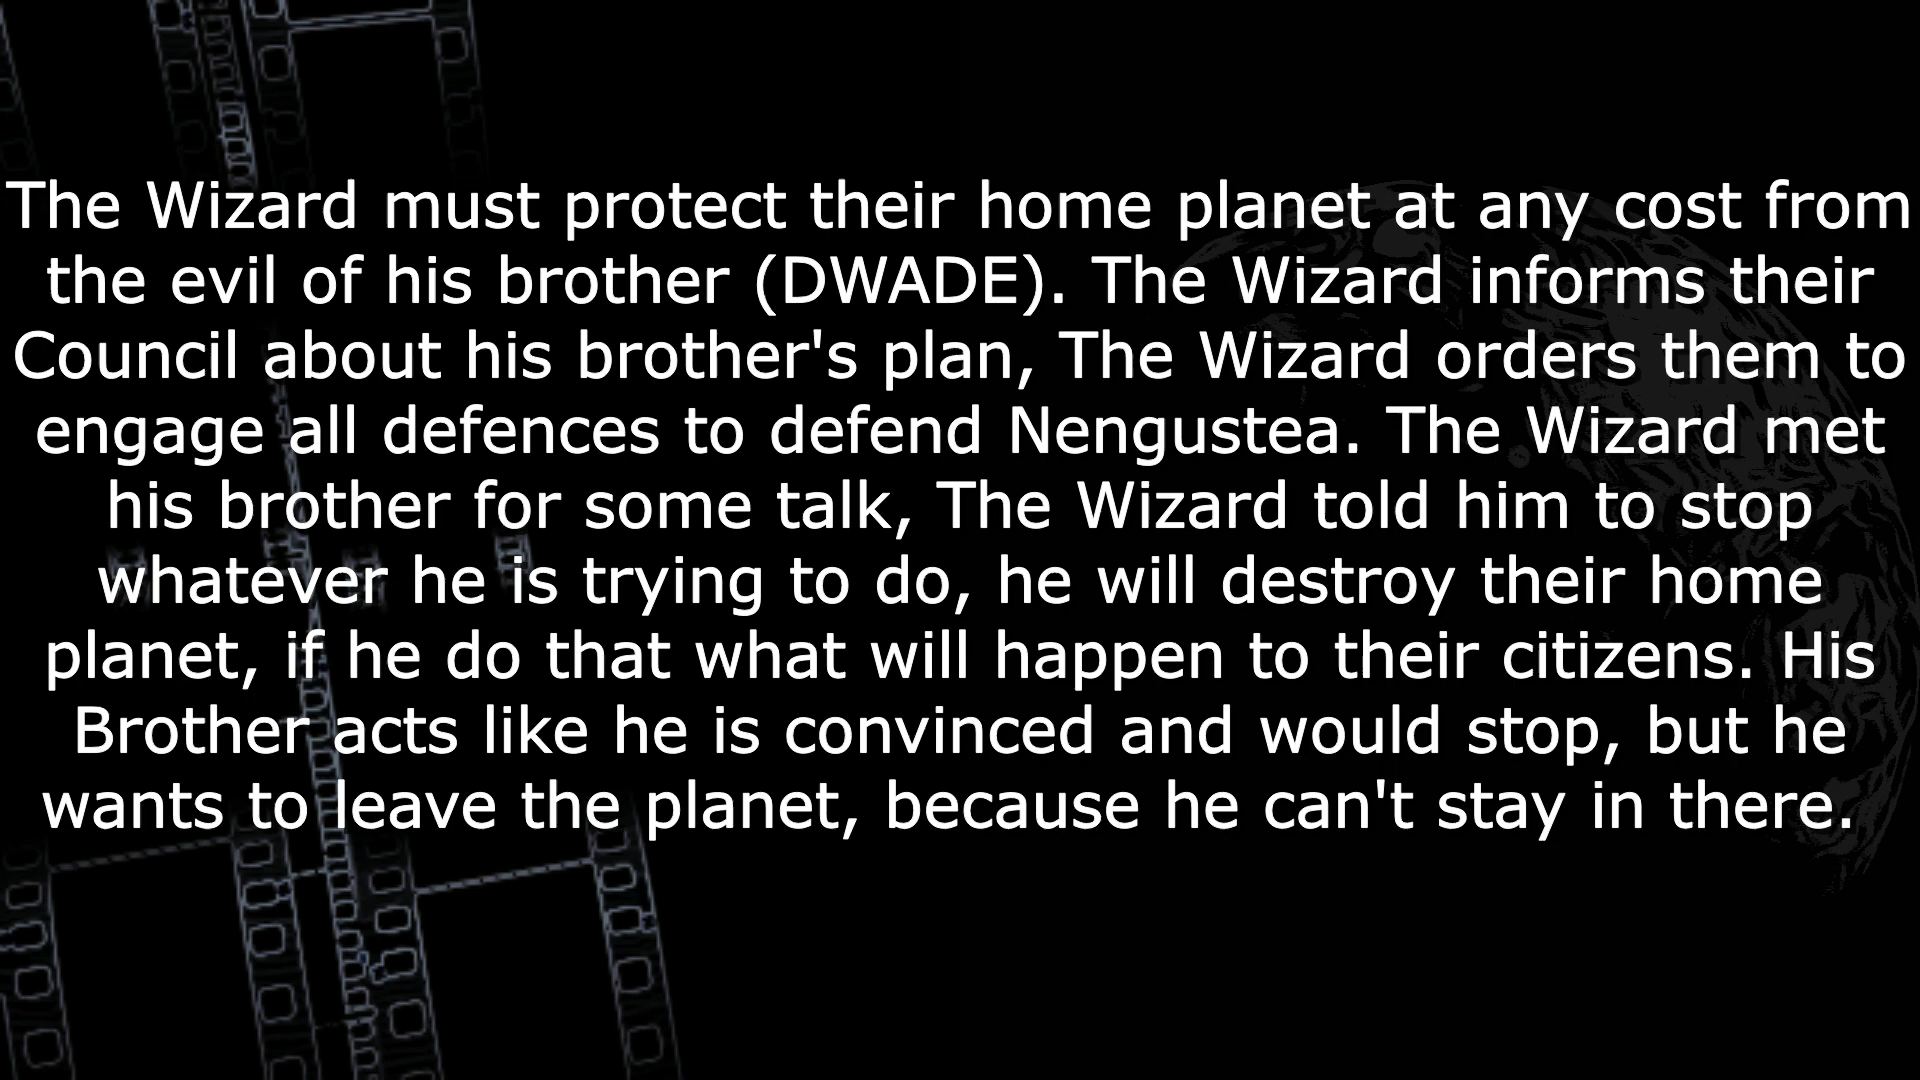 The Wizard must protect their home planet at any cost from
the evil of his brother (DWADE). The Wizard informs their
Council about his brother's plan, The Wizard orders them to
engage all defences to defend Nengustea. The Wizard met
his brother for some talk, The Wizard told him to stop
whatever he is trying to do, he will destroy their home
planet, if he do that what will happen to their citizens. His
Brother acts like he is convinced and would stop, but he
wants to leave the planet, because he can't stay in there.